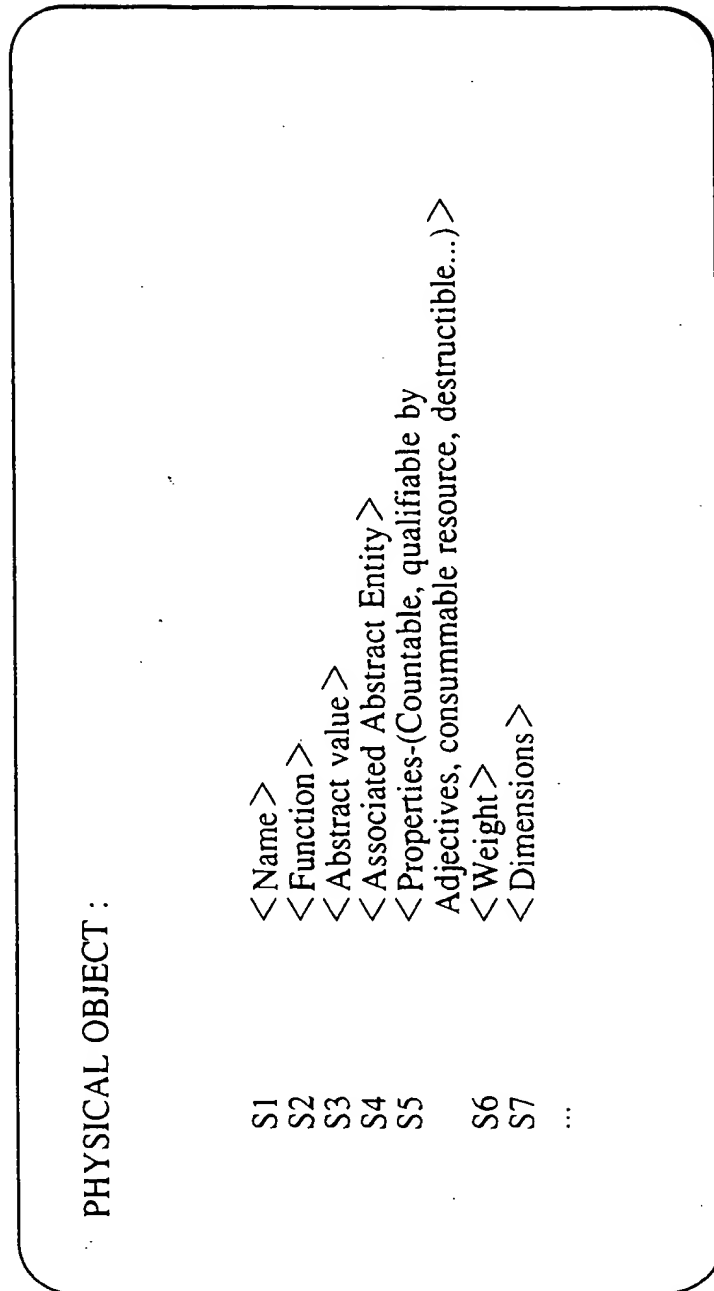 PHYSICAL OBJECT :
S1 <Name>
S2 <Function>
S3 <Abstract value>
S4 <Associated Abstract Entity>
S5 <Properties-(Countable, qualifiable by
Adjectives, consummable resource, destructible...)>
S6 <Weight>
S7 <Dimensions>
...